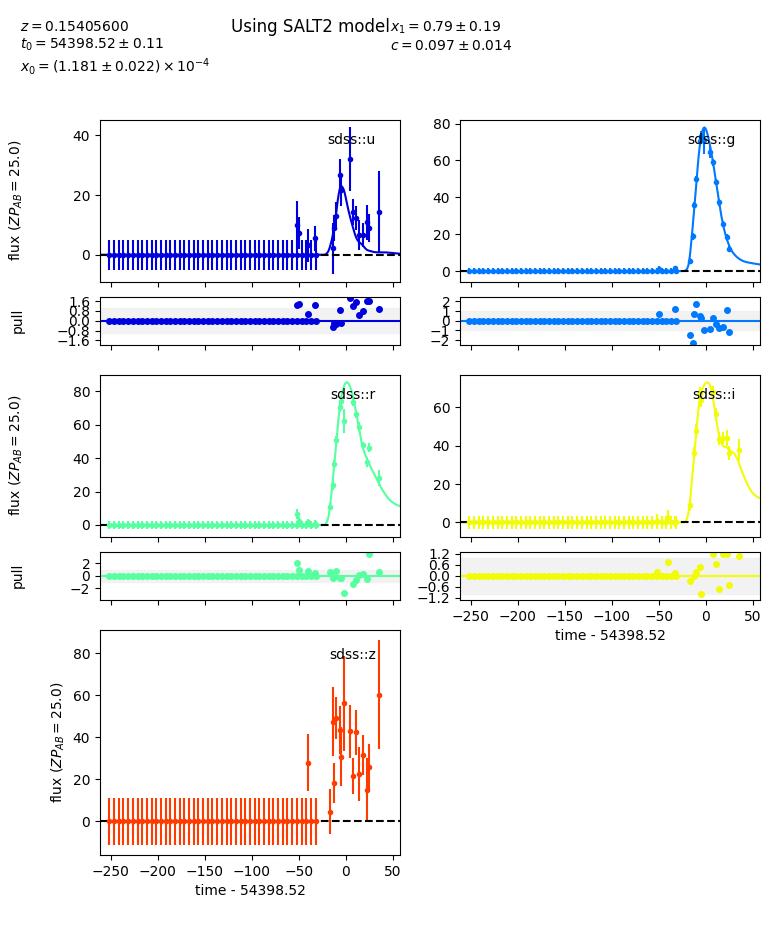 z = 0.15405600
Using SALT2 model
x₁ = 0.79 ± 0.19
t₀ = 54398.52 ± 0.11
c = 0.097 ± 0.014
x₀ = (1.181 ± 0.022) × 10⁻⁴
flux (ZP_AB = 25.0)
40
20
0
sdss::u
80
60
40
20
0
sdss::g
pull
1.6
0.8
0.0
−0.8
−1.6
2
1
0
−1
−2
flux (ZP_AB = 25.0)
80
60
40
20
0
sdss::r
60
40
20
0
sdss::i
pull
2
0
−2
1.2
0.6
0.0
−0.6
−1.2
−250 −200 −150 −100 −50 0 50
time - 54398.52
flux (ZP_AB = 25.0)
80
60
40
20
0
sdss::z
−250 −200 −150 −100 −50 0 50
time - 54398.52